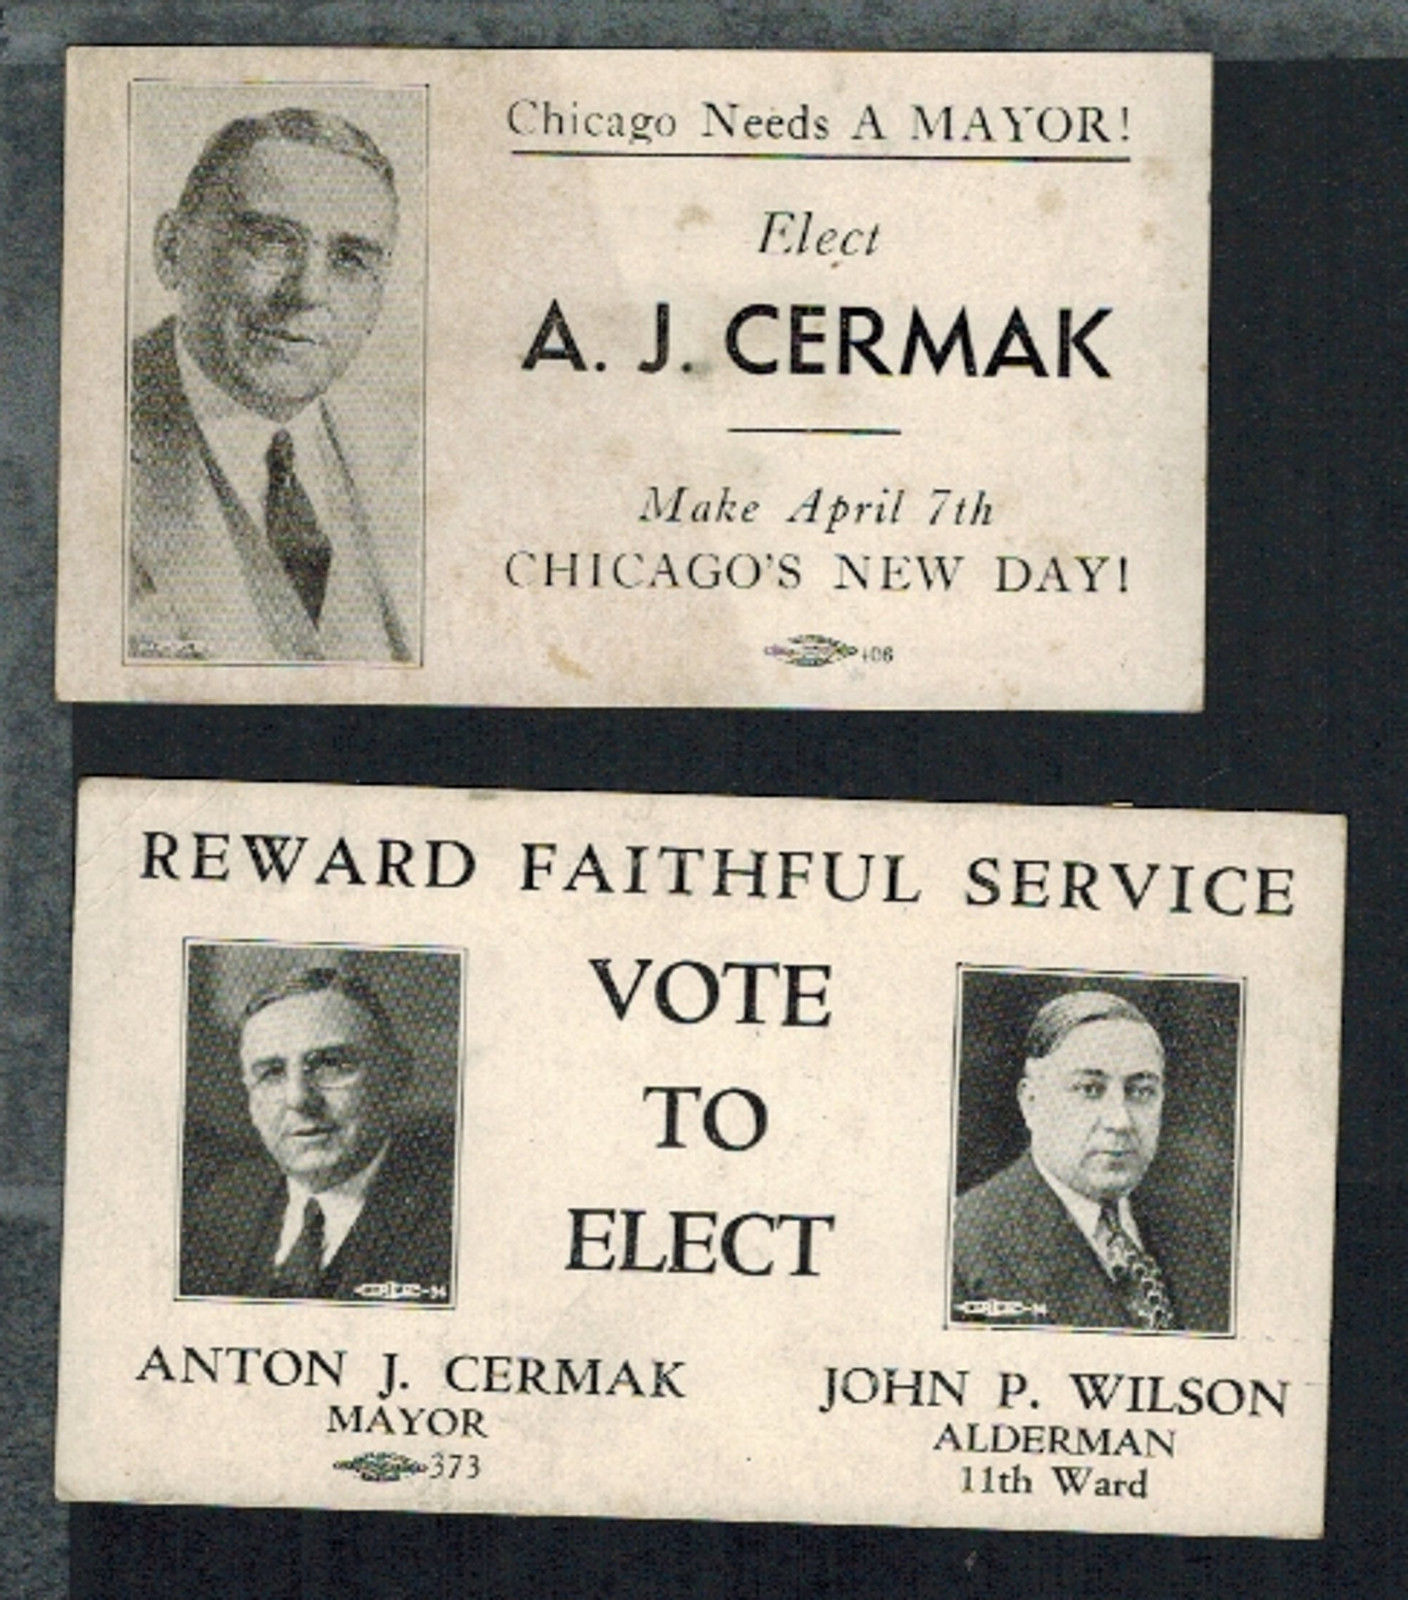 Chicago Needs A MAYOR!
Elect
A. J. CERMAK
Make April 7th
CHICAGO'S NEW DAY!
406
REWARD FAITHFUL SERVICE
VOTE
TO
ELECT
ANTON J. CERMAK
MAYOR
373
JOHN P. WILSON
ALDERMAN
11th Ward